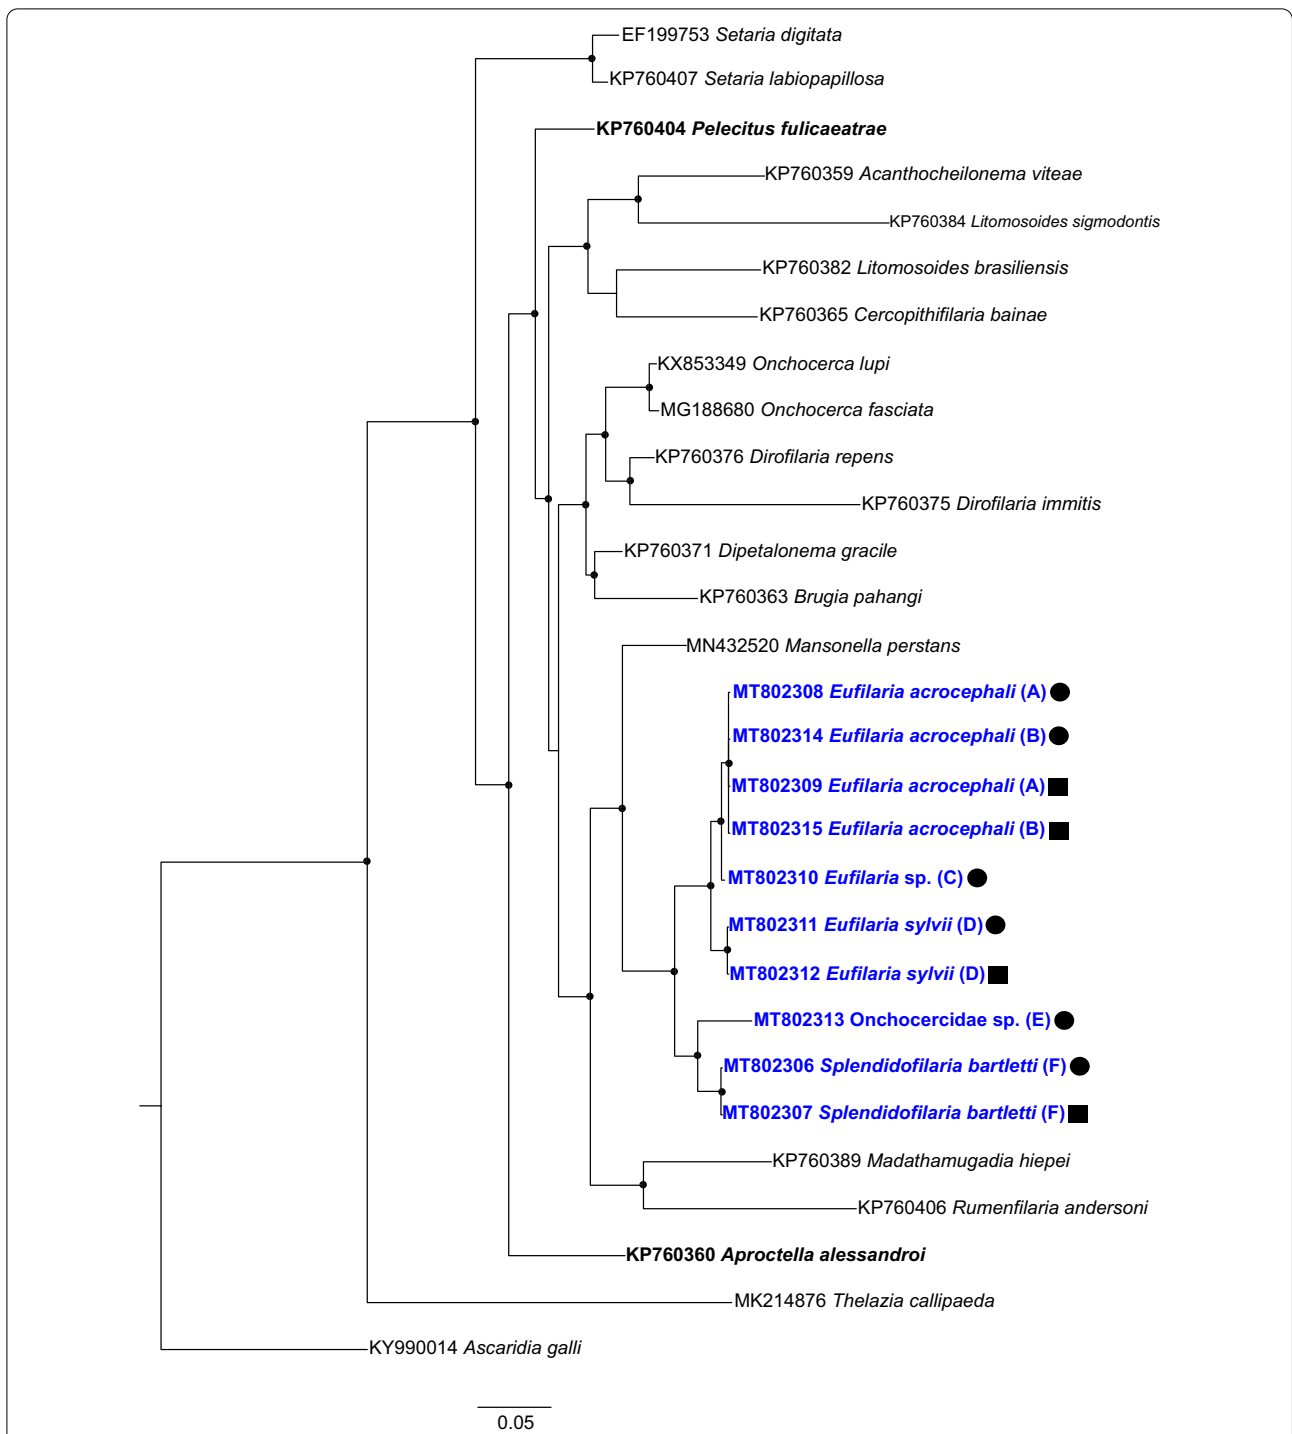 EF199753 Setaria digitata
KP760407 Setaria labiopapillosa
KP760404 Pelecitus fulicaeatrae
KP760359 Acanthocheilonema viteae
KP760384 Litomosoides sigmodontis
KP760382 Litomosoides brasiliensis
KP760365 Cercopithifilaria bainae
KX853349 Onchocerca lupi
MG188680 Onchocerca fasciata
KP760376 Dirofilaria repens
KP760375 Dirofilaria immitis
KP760371 Dipetalonema gracile
KP760363 Brugia pahangi
MN432520 Mansonella perstans
MT802308 Eufilaria acrocephali (A)
MT802314 Eufilaria acrocephali (B)
MT802309 Eufilaria acrocephali (A)
MT802315 Eufilaria acrocephali (B)
MT802310 Eufilaria sp. (C)
MT802311 Eufilaria sylvii (D)
MT802312 Eufilaria sylvii (D)
MT802313 Onchocercidae sp. (E)
MT802306 Splendidofilaria bartletti (F)
MT802307 Splendidofilaria bartletti (F)
KP760389 Madathamugadia hiepei
KP760406 Rumenfilaria andersoni
KP760360 Aproctella alessandroi
MK214876 Thelazia callipaeda
KY990014 Ascaridia galli
0.05